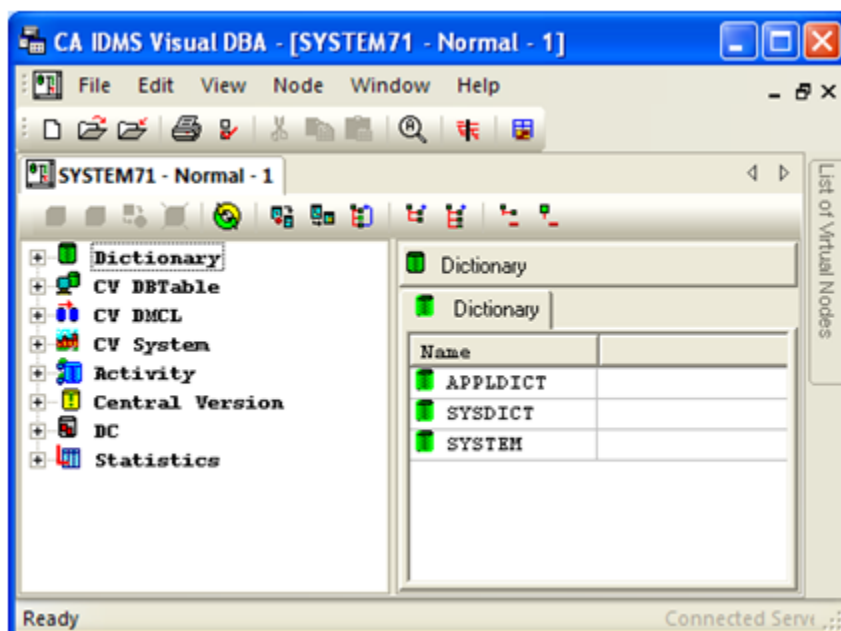 CA IDMS Visual DBA - [SYSTEM71 - Normal - 1]
File Edit View Node Window Help
SYSTEM71 - Normal - 1
List of Virtual Nodes
Dictionary
CV DBTable
CV DMCL
CV System
Activity
Central Version
DC
Statistics
Dictionary
Dictionary
Name
APPLDICT
SYSDICT
SYSTEM
Ready
Connected Serve